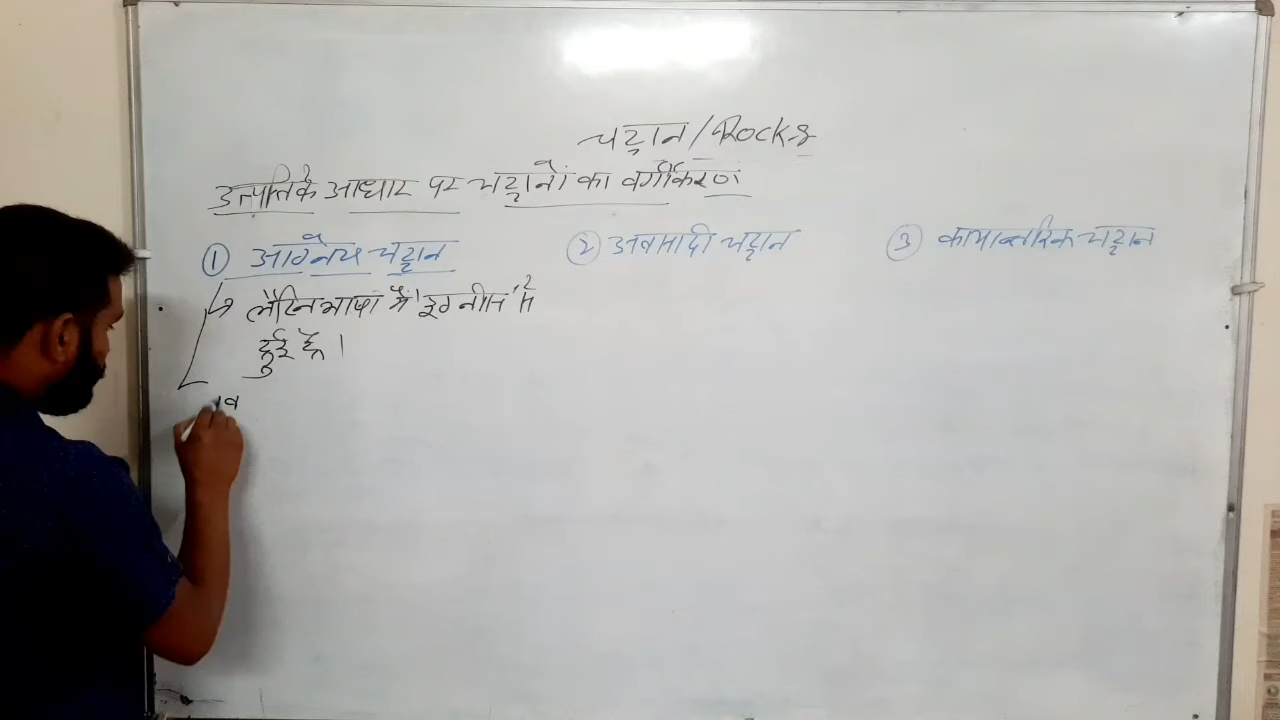 चट्टान/Rocks
उत्पत्ति के आधार पर चट्टानों का वर्गीकरण:
① आग्नेय चट्टान
② अवसादी चट्टान
③ कायान्तरिक चट्टान
लैटिन भाषा में 'इग्नीस' से
हुई है।